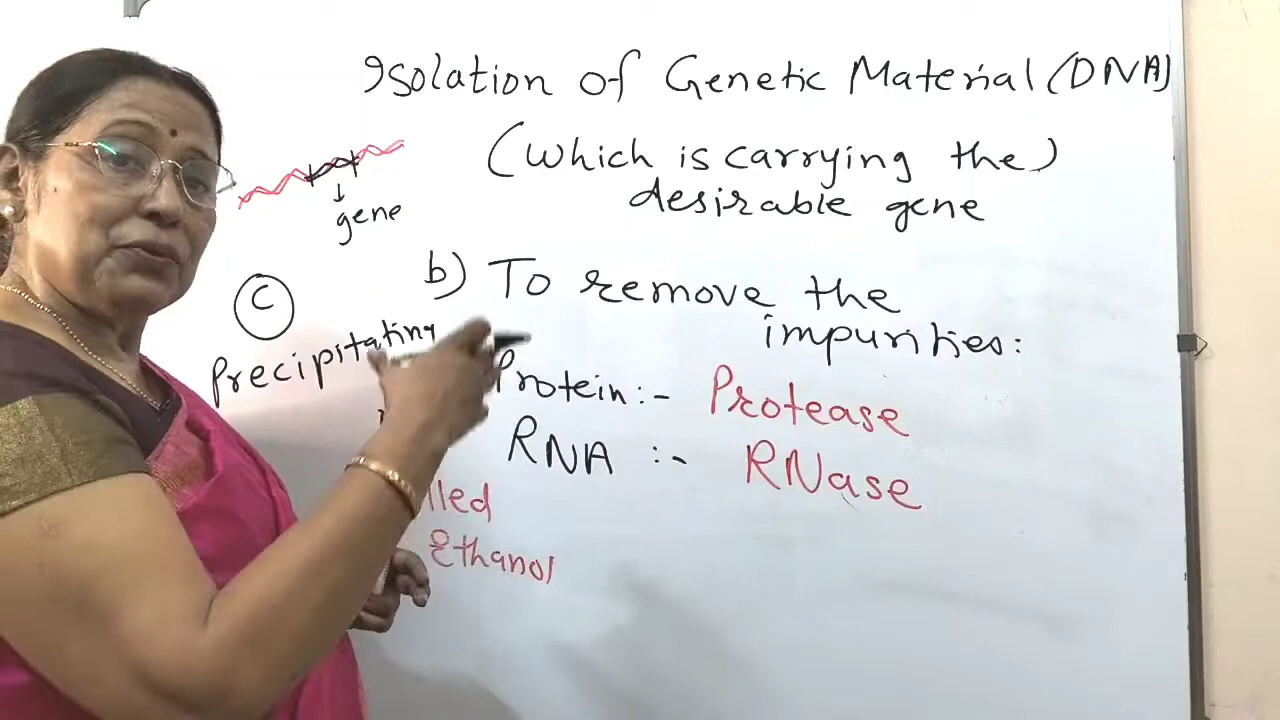 Isolation of Genetic Material (DNA)
(which is carrying the)
desirable gene
gene
b) To remove the
impurities:
Protein :- Protease
RNA :- RNase
C
Precipitating
Ethanol